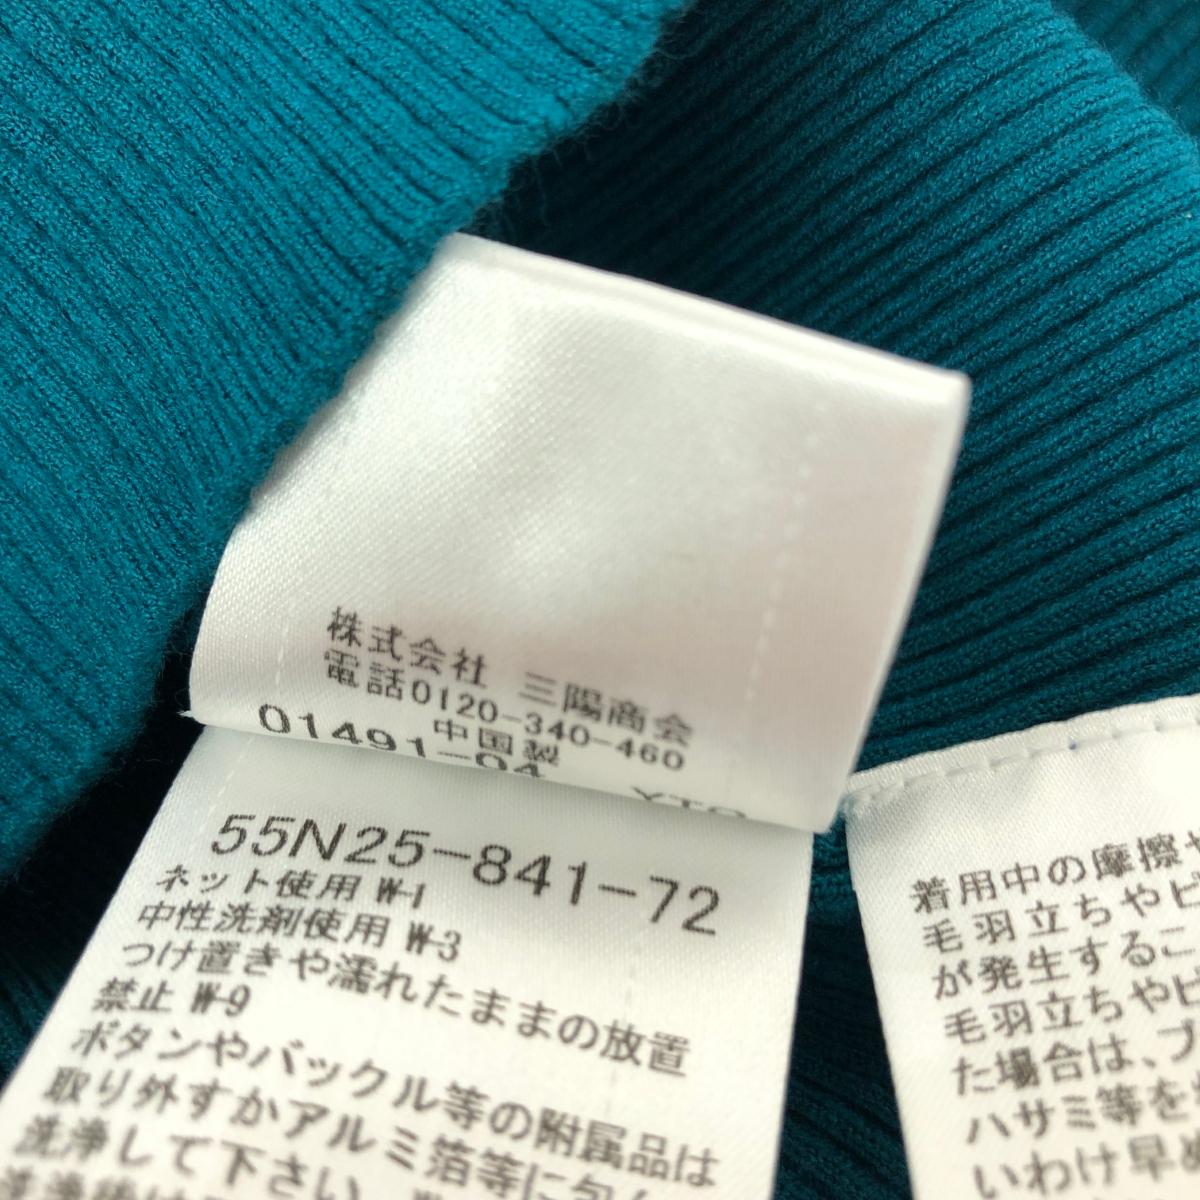 株式会社 三陽商会
電話0120-340-460
中国製
01491-04
55N25-841-72
ネット使用 W-1
中性洗剤使用 W-3
つけ置きや濡れたままの放置
禁止 W-9
ボタンやバックル等の附属品は
取り外すかアルミ箔等に包
洗浄して下さい
着用中の摩擦や
毛羽立ちやピ
が発生するこ
毛羽立ちやピ
た場合は、ブ
ハサミ等を
いわけ早め